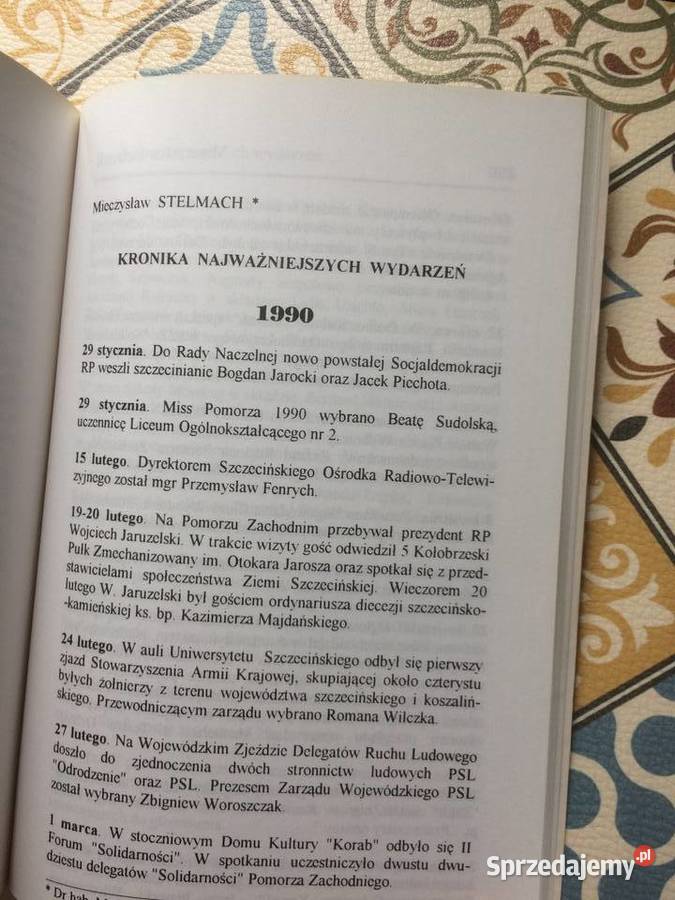 Mieczysław STELMACH *
KRONIKA NAJWAŻNIEJSZYCH WYDARZEŃ
1990
29 stycznia. Do Rady Naczelnej nowo powstałej Socjaldemokracji
RP weszli szczecinianie Bogdan Jarocki oraz Jacek Piechota.
29 stycznia. Miss Pomorza 1990 wybrano Beatę Sudolską,
uczennicę Liceum Ogólnokształcącego nr 2.
15 lutego. Dyrektorem Szczecińskiego Ośrodka Radiowo-Telewi-
zyjnego został mgr Przemysław Fenrych.
19-20 lutego. Na Pomorzu Zachodnim przebywał prezydent RP
Wojciech Jaruzelski. W trakcie wizyty gość odwiedził 5 Kołobrzeski
Pułk Zmechanizowany im. Otokara Jarosza oraz spotkał się z przed-
stawicielami społeczeństwa Ziemi Szczecińskiej. Wieczorem 20
lutego W. Jaruzelski był gościem ordynariusza diecezji szczecińsko-
-kamieńskiej ks. bp. Kazimierza Majdańskiego.
24 lutego. W auli Uniwersytetu Szczecińskiego odbył się pierwszy
zjazd Stowarzyszenia Armii Krajowej, skupiającej około czterystu
byłych żołnierzy z terenu województwa szczecińskiego i koszaliń-
skiego. Przewodniczącym zarządu wybrano Romana Wilczka.
27 lutego. Na Wojewódzkim Zjeździe Delegatów Ruchu Ludowego
doszło do zjednoczenia dwóch stronnictw ludowych PSL
"Odrodzenie" oraz PSL. Prezesem Zarządu Wojewódzkiego PSL
został wybrany Zbigniew Woroszczak.
1 marca. W stoczniowym Domu Kultury "Korab" odbyło się II
Forum "Solidarności". W spotkaniu uczestniczyło dwustu dwu-
dziestu delegatów "Solidarności" Pomorza Zachodniego.
* Dr hab.
Sprzedajemy.pl